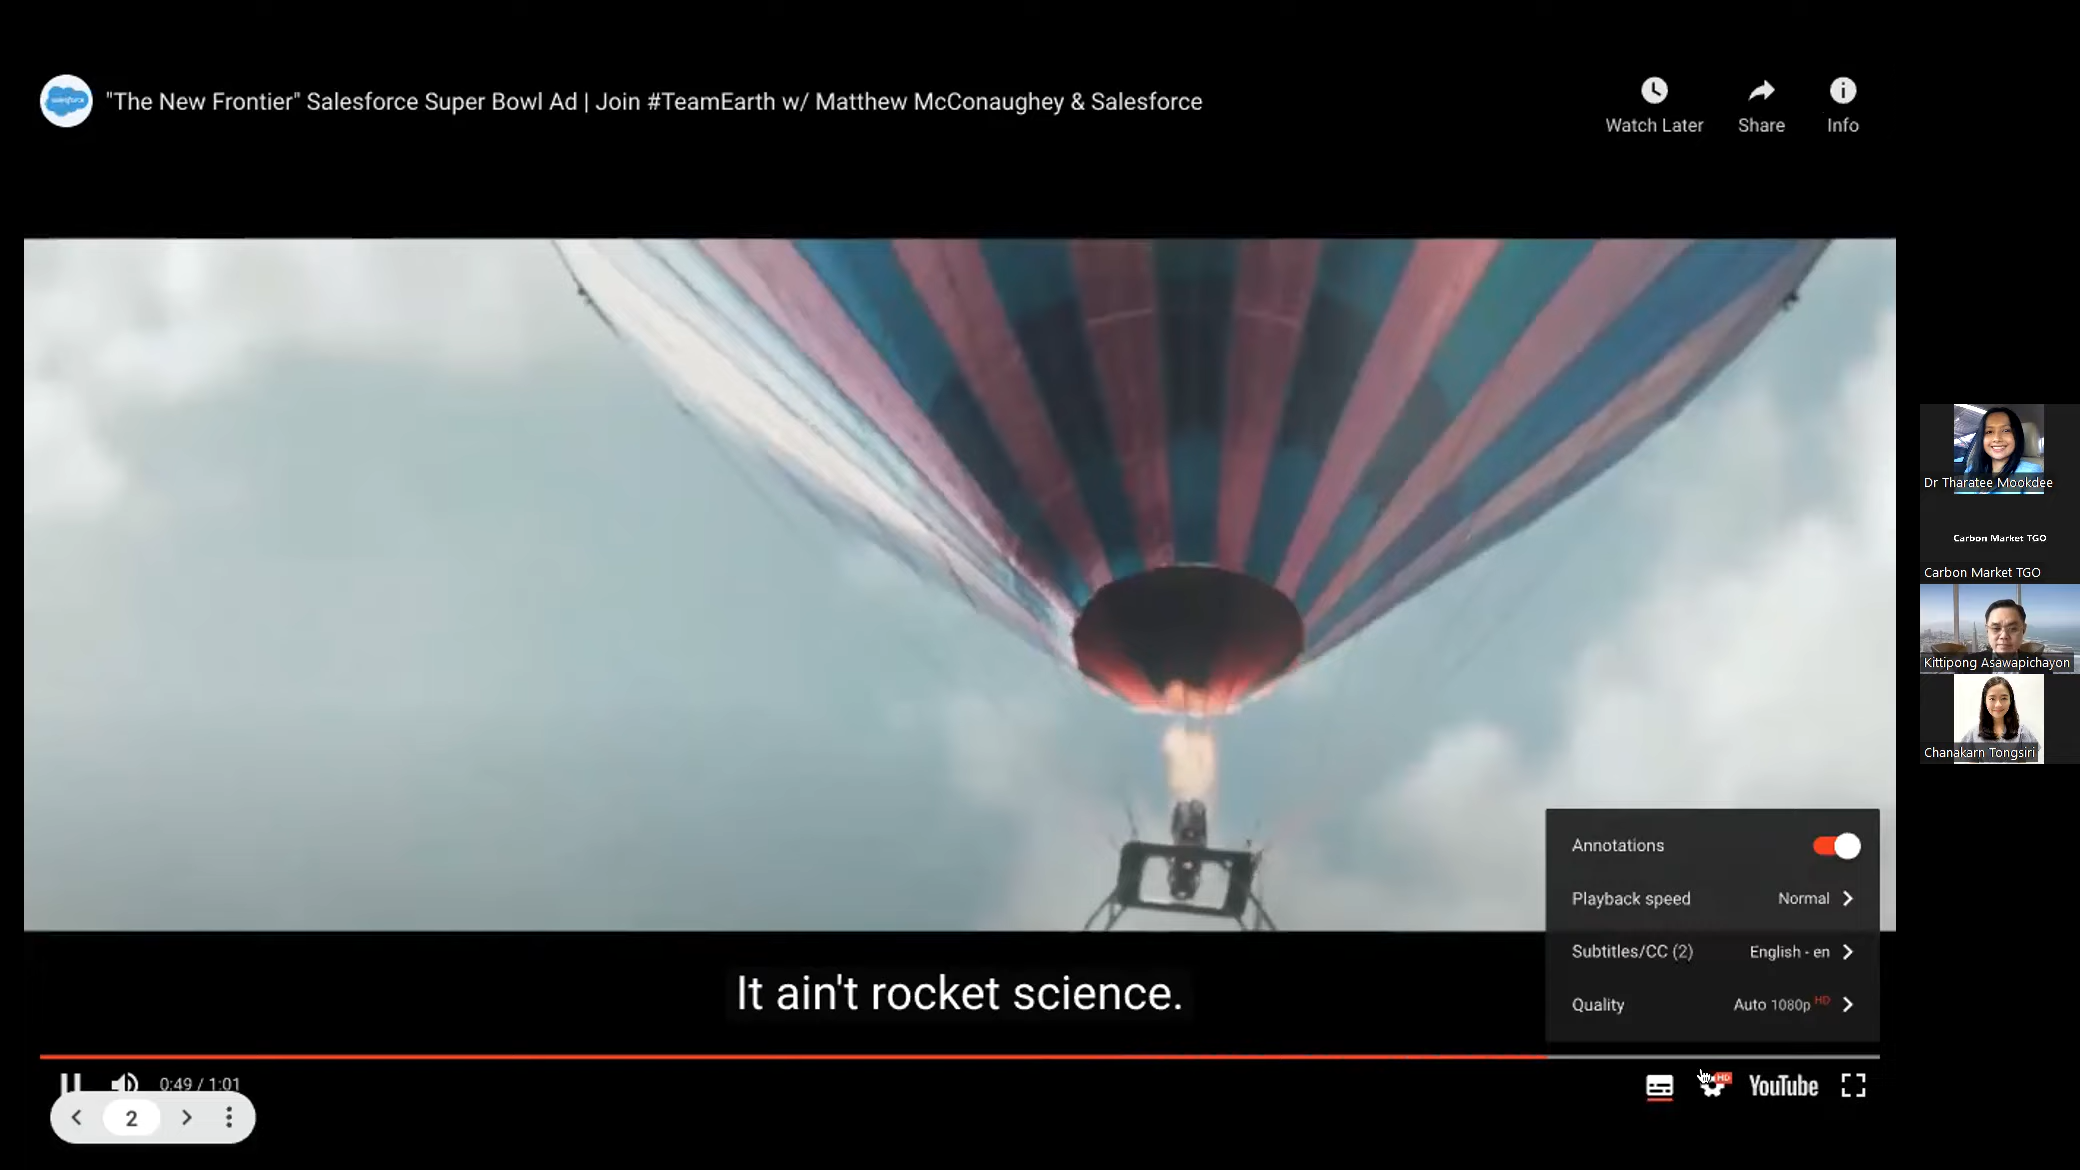 salesforce
"The New Frontier" Salesforce Super Bowl Ad | Join #TeamEarth w/ Matthew McConaughey & Salesforce
Watch Later
Share
Info
Dr Tharatee Mookdee
Carbon Market TGO
Carbon Market TGO
Kittipong Asawapichayon
Chanakarn Tongsiri
Annotations
Playback speed Normal
Subtitles/CC (2) English - en
Quality Auto 1080p HD
It ain't rocket science.
0:49 / 1:01
HD
YouTube
2